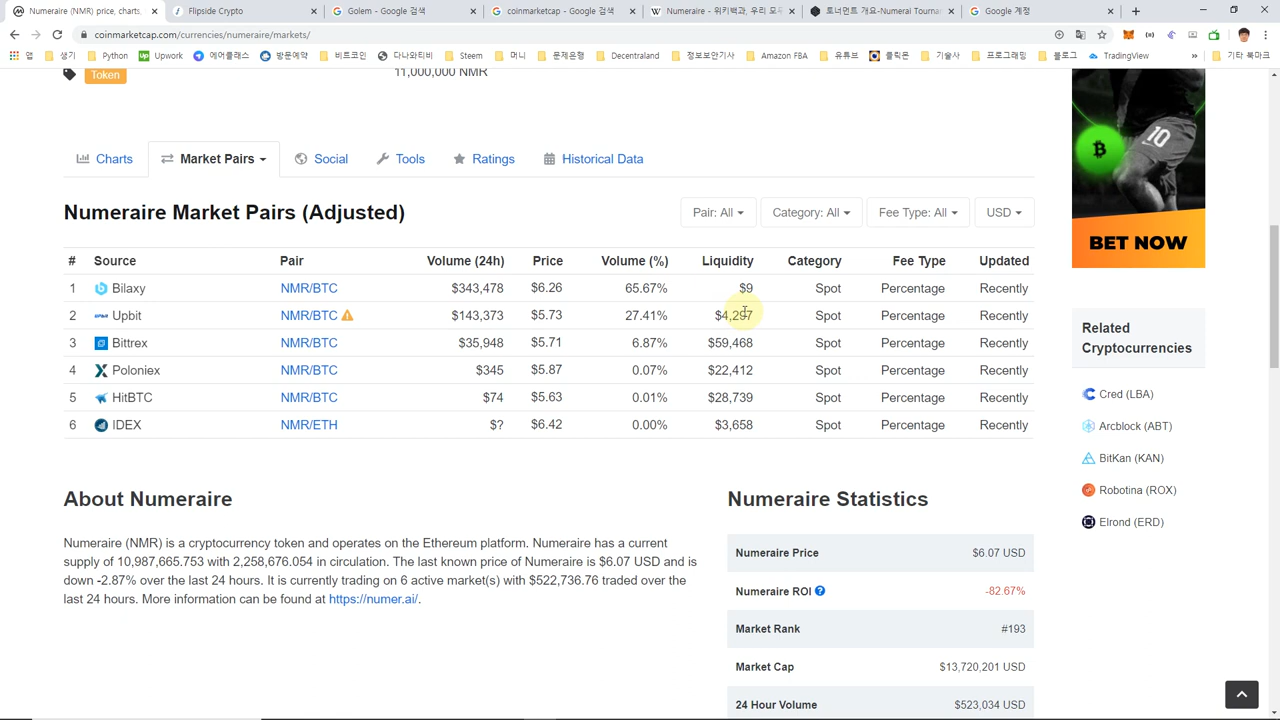 Numeraire (NMR) price, charts,
Flipside Crypto
Golem - Google 검색
coinmarketcap - Google 검색
Numeraire - 위키백과, 우리 모두
토너먼트 개요-Numerai Tourna
Google 계정
coinmarketcap.com/currencies/numeraire/markets/
앱
생기
Python
Upwork
에어클래스
방문예약
비트코인
다나와티비
Steem
머니
문제은행
Decentraland
정보보안기사
Amazon FBA
유튜브
클릭몬
기술사
프로그래밍
블로그
TradingView
»
기타 북마크
Token
11,000,000 NMR
Charts
Market Pairs
Social
Tools
Ratings
Historical Data
Numeraire Market Pairs (Adjusted)
Pair: All
Category: All
Fee Type: All
USD
# Source Pair Volume (24h) Price Volume (%) Liquidity Category Fee Type Updated
1 Bilaxy NMR/BTC $343,478 $6.26 65.67% $9 Spot Percentage Recently
2 Upbit NMR/BTC $143,373 $5.73 27.41% $4,297 Spot Percentage Recently
3 Bittrex NMR/BTC $35,948 $5.71 6.87% $59,468 Spot Percentage Recently
4 Poloniex NMR/BTC $345 $5.87 0.07% $22,412 Spot Percentage Recently
5 HitBTC NMR/BTC $74 $5.63 0.01% $28,739 Spot Percentage Recently
6 IDEX NMR/ETH $? $6.42 0.00% $3,658 Spot Percentage Recently
About Numeraire
Numeraire (NMR) is a cryptocurrency token and operates on the Ethereum platform. Numeraire has a current
supply of 10,987,665.753 with 2,258,676.054 in circulation. The last known price of Numeraire is $6.07 USD and is
down -2.87% over the last 24 hours. It is currently trading on 6 active market(s) with $522,736.76 traded over the
last 24 hours. More information can be found at https://numer.ai/.
Numeraire Statistics
Numeraire Price $6.07 USD
Numeraire ROI -82.67%
Market Rank #193
Market Cap $13,720,201 USD
24 Hour Volume $523,034 USD
10
BET NOW
Related
Cryptocurrencies
Cred (LBA)
Arcblock (ABT)
BitKan (KAN)
Robotina (ROX)
Elrond (ERD)